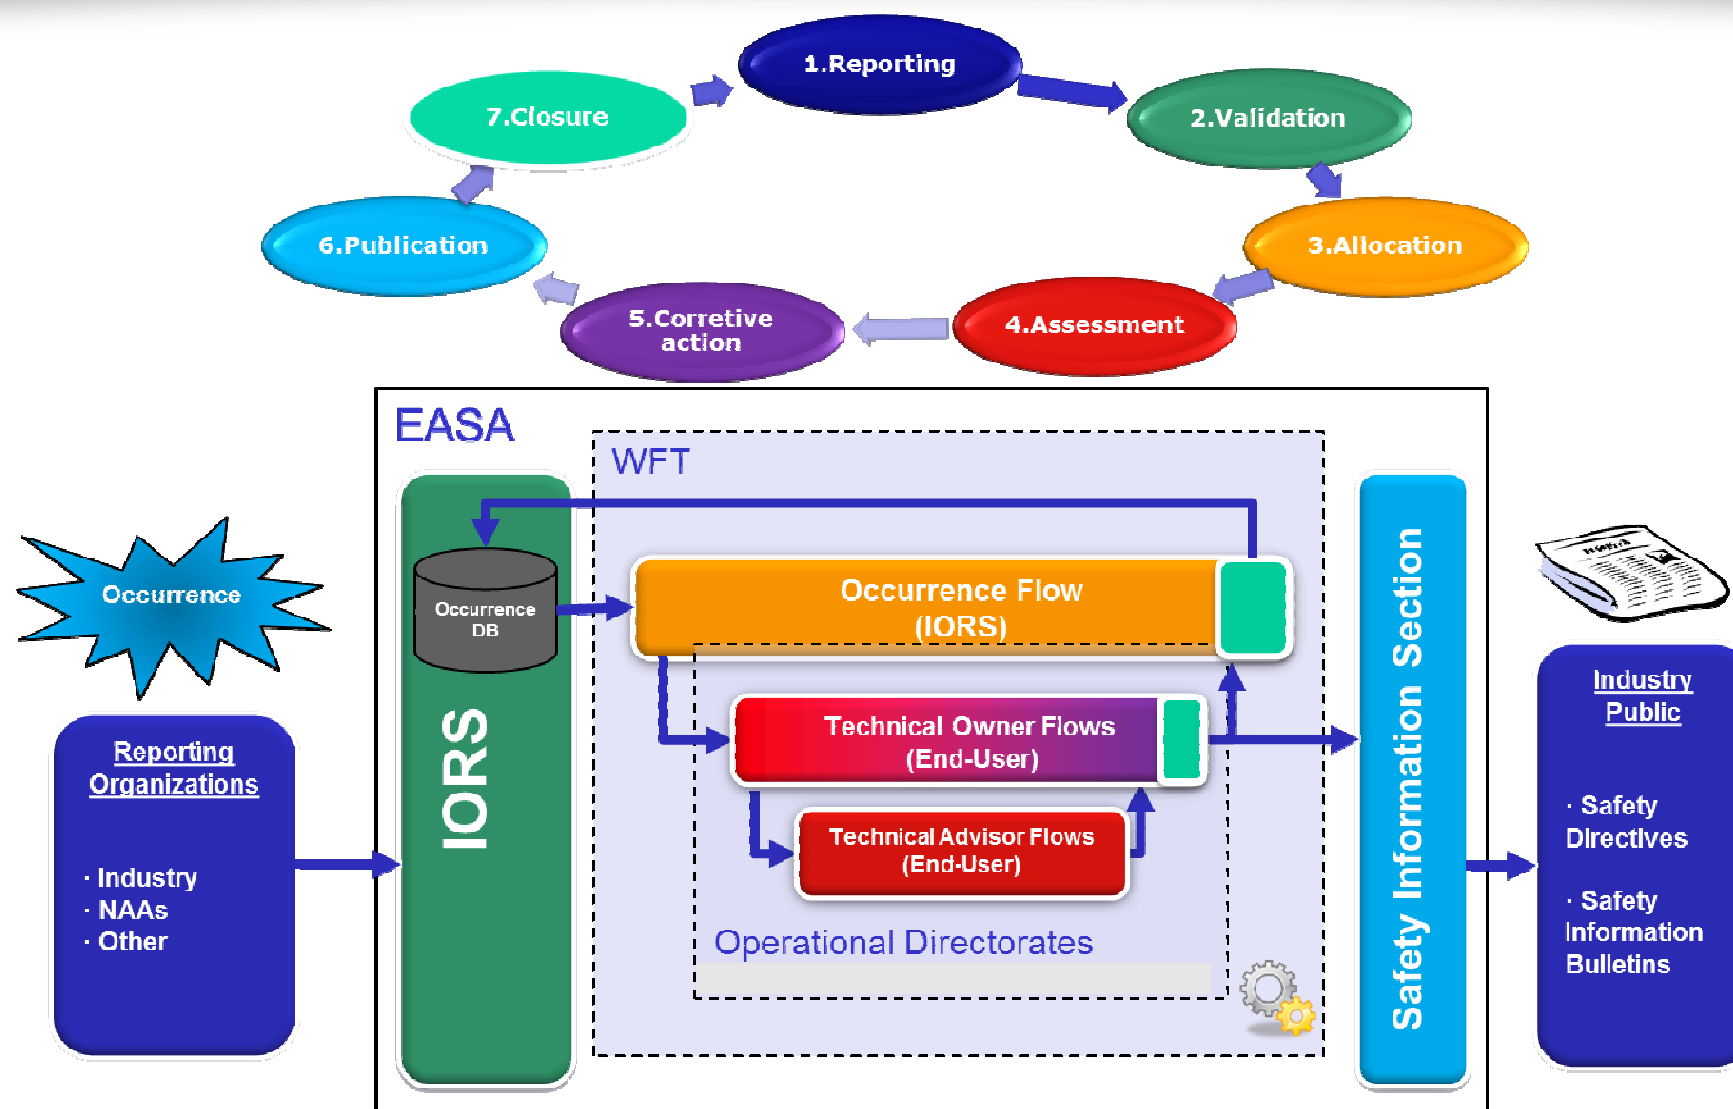 1.Reporting
2.Validation
3.Allocation
4.Assessment
5.Corretive
action
6.Publication
7.Closure
EASA
WFT
Occurrence
Reporting
Organizations
· Industry
· NAAs
· Other
IORS
Occurrence
DB
Occurrence Flow
(IORS)
Technical Owner Flows
(End-User)
Technical Advisor Flows
(End-User)
Operational Directorates
Safety Information Section
Industry
Public
· Safety
Directives
· Safety
Information
Bulletins